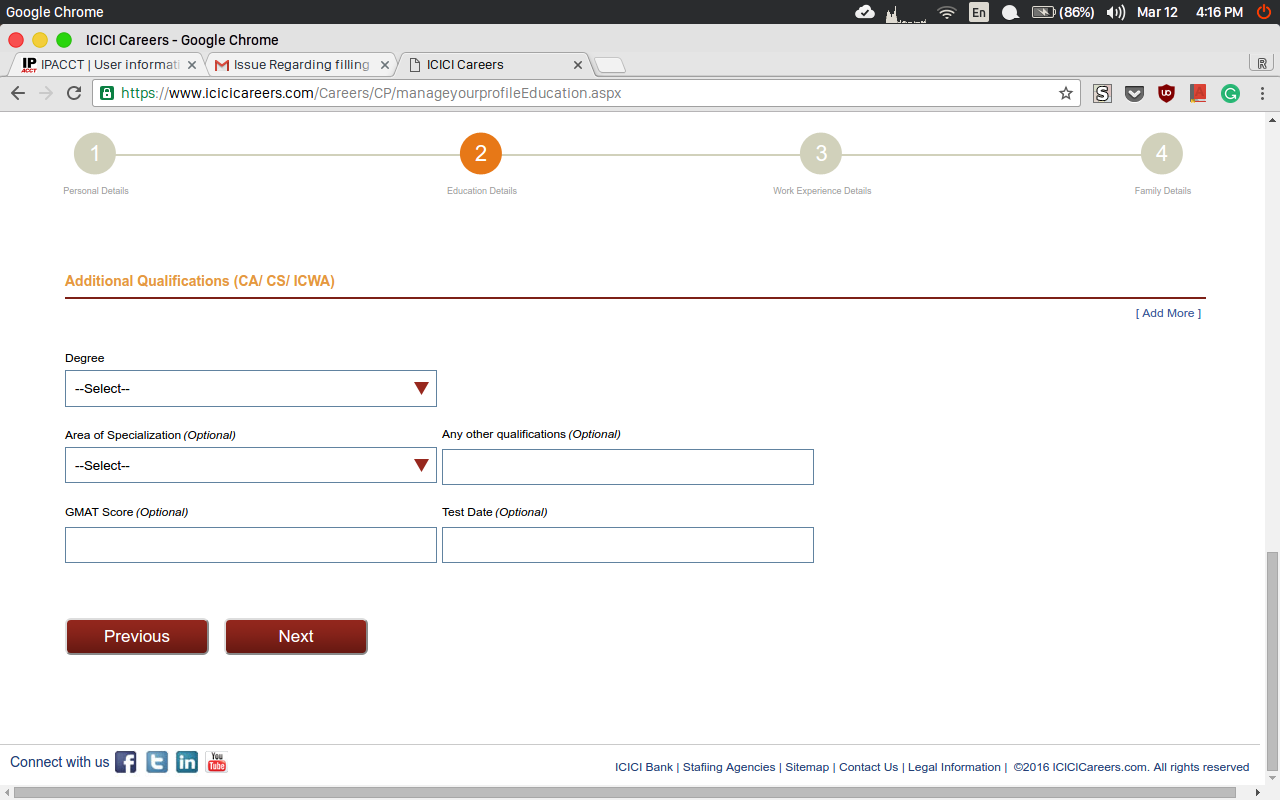 Google Chrome En (86%) Mar 12 4:16 PM
ICICI Careers - Google Chrome
IPACCT | User informati Issue Regarding filling ICICI Careers R
https://www.icicicareers.com/Careers/CP/manageyourprofileEducation.aspx
1 2 3 4
Personal Details Education Details Work Experience Details Family Details
Additional Qualifications (CA/ CS/ ICWA)
[ Add More ]
Degree
--Select--
Area of Specialization (Optional) Any other qualifications (Optional)
--Select--
GMAT Score (Optional) Test Date (Optional)
Previous Next
Connect with us You Tube
ICICI Bank | Stafiing Agencies | Sitemap | Contact Us | Legal Information | ©2016 ICICICareers.com. All rights reserved